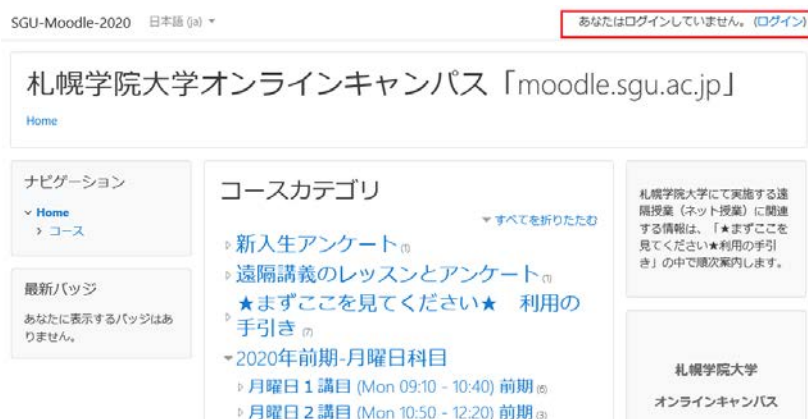 SGU-Moodle-2020 日本語 (ja)
あなたはログインしていません。 (ログイン)
札幌学院大学オンラインキャンパス「moodle.sgu.ac.jp」
Home
ナビゲーション
Home
コース
最新バッジ
あなたに表示するバッジはあ
りません。
コースカテゴリ
すべてを折りたたむ
新入生アンケート (1)
遠隔講義のレッスンとアンケート (1)
★まずここを見てください★ 利用の
手引き (7)
2020年前期-月曜日科目
月曜日1講目 (Mon 09:10 - 10:40) 前期 (6)
月曜日2講目 (Mon 10:50 - 12:20) 前期 (3)
札幌学院大学にて実施する遠
隔授業（ネット授業）に関連
する情報は、「★まずここを
見てください★利用の手引
き」の中で順次案内します。
札幌学院大学
オンラインキャンパス